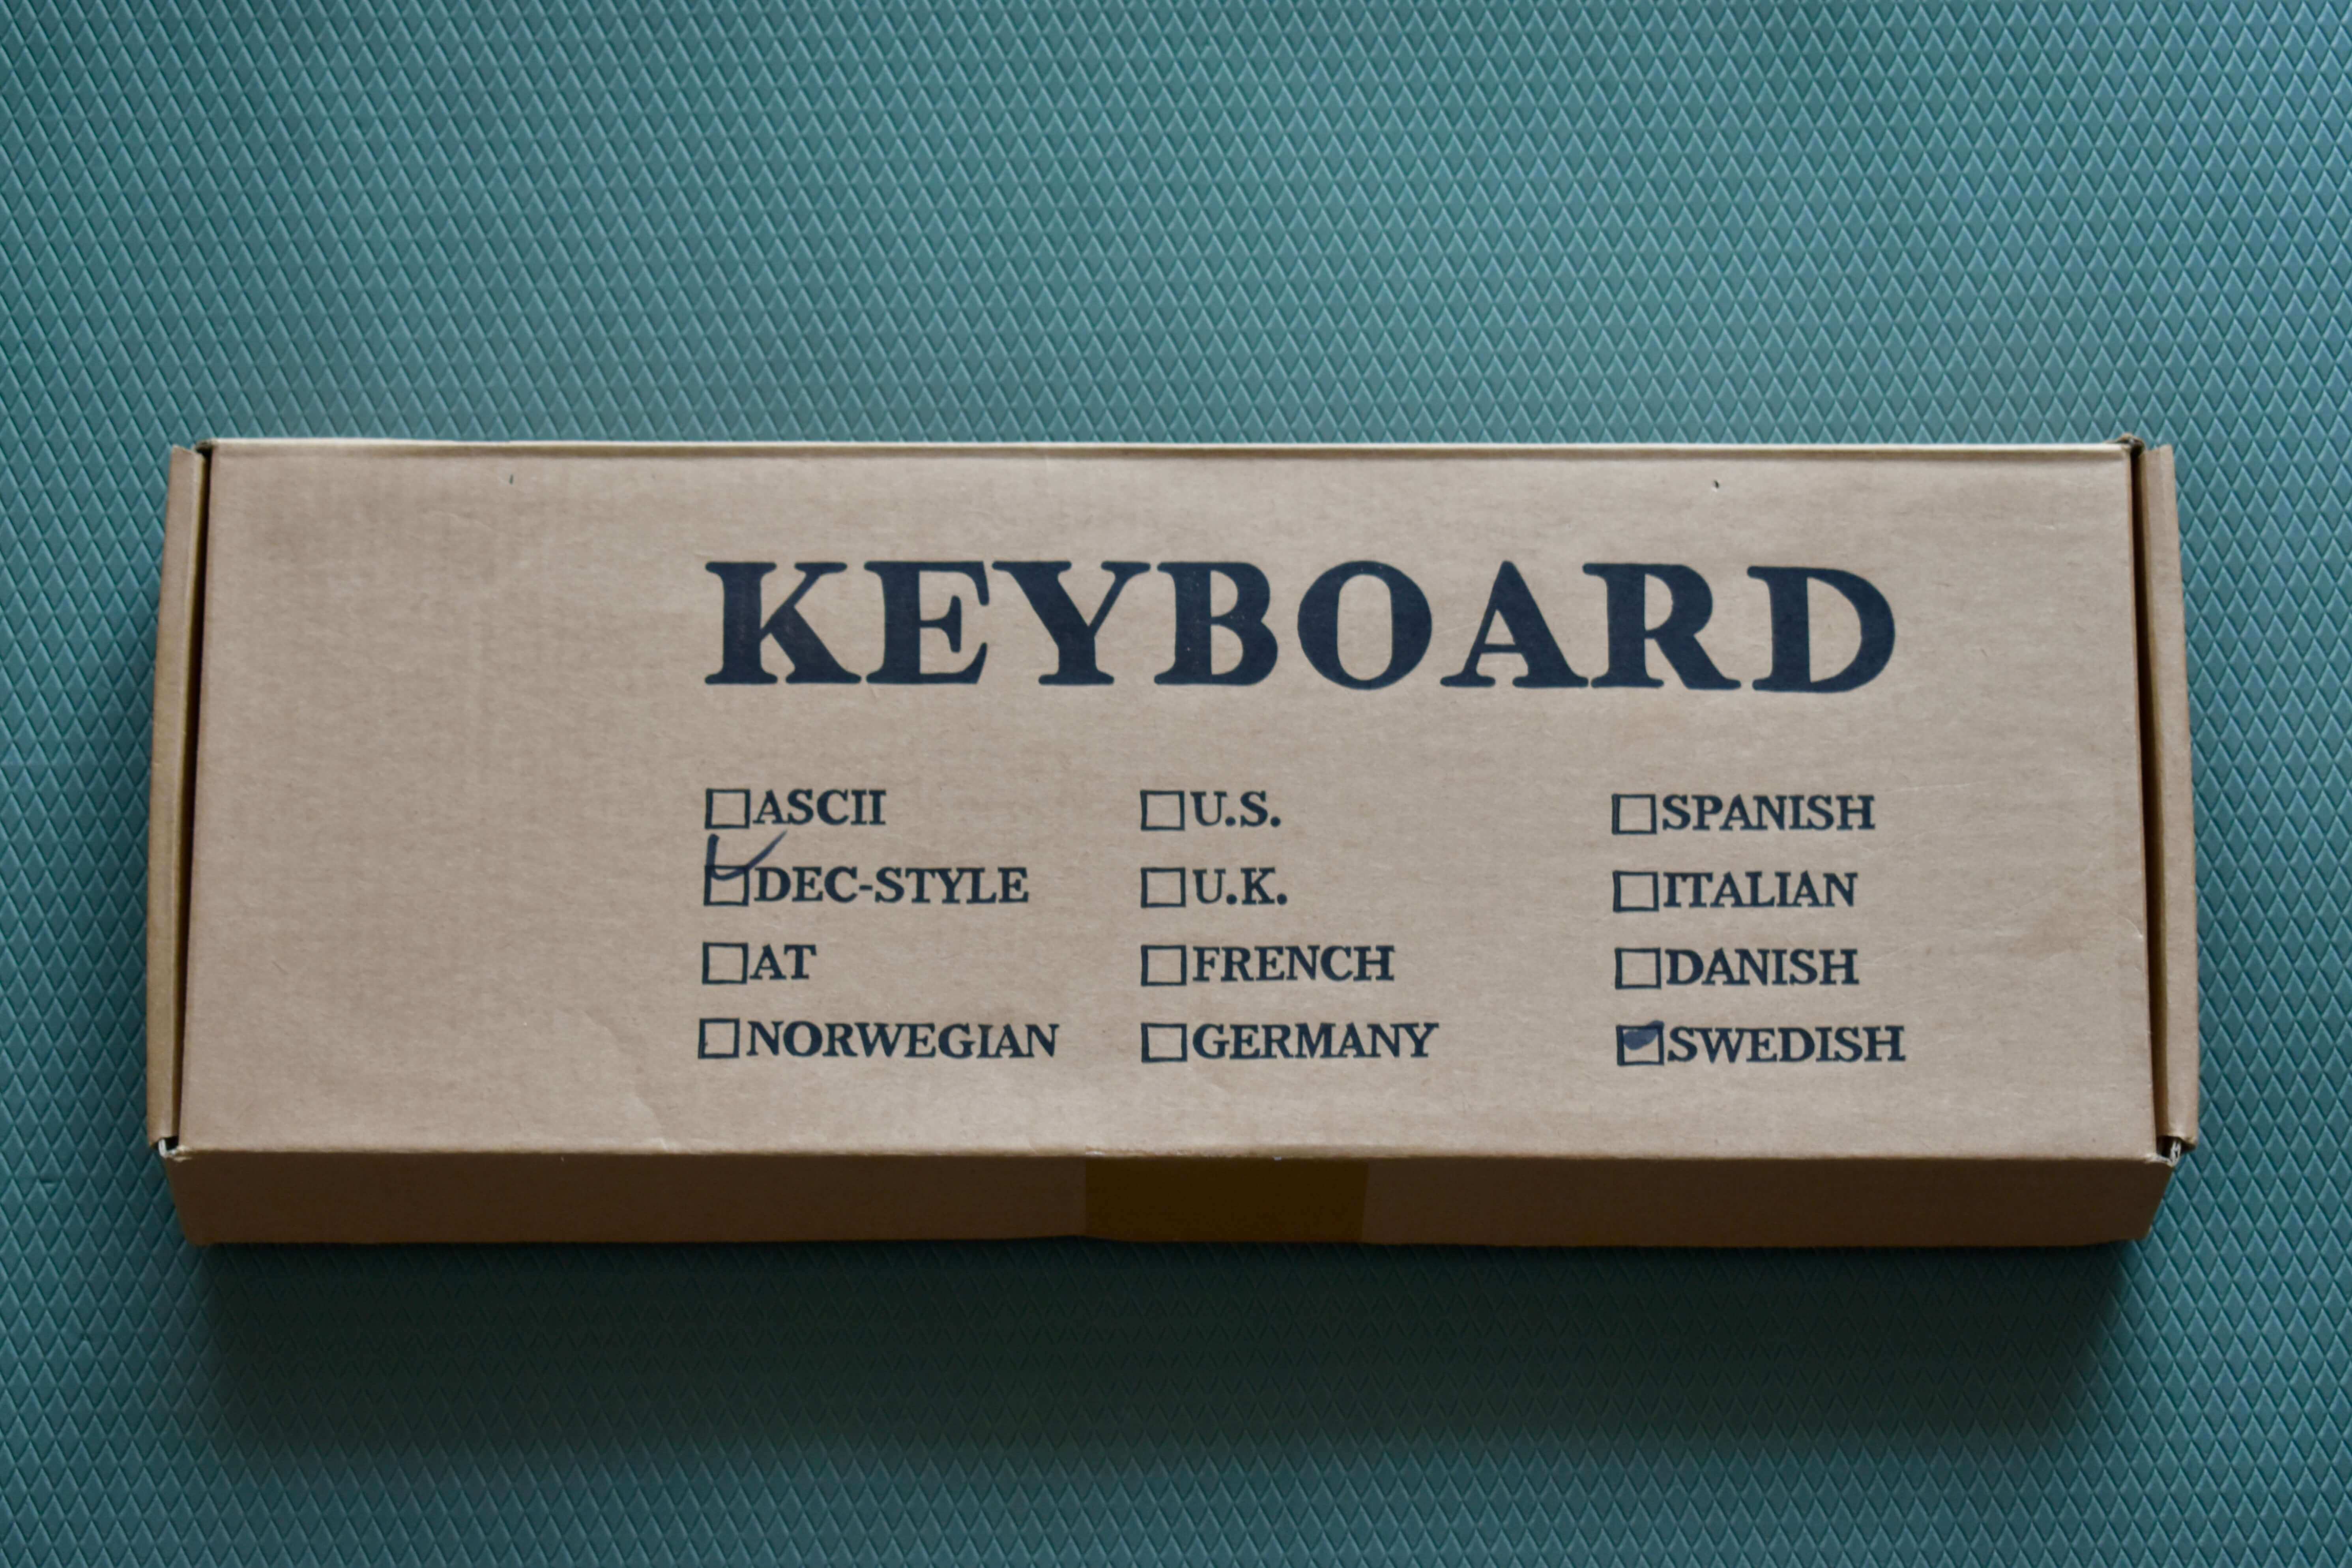 KEYBOARD
☐ASCII ☐U.S. ☐SPANISH
☑DEC-STYLE ☐U.K. ☐ITALIAN
☐AT ☐FRENCH ☐DANISH
☐NORWEGIAN ☐GERMANY ☑SWEDISH